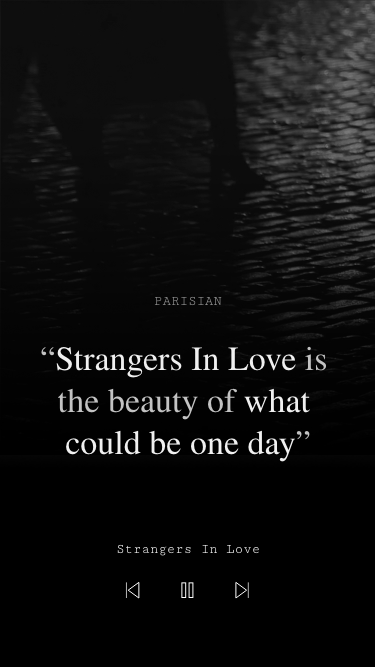 PARISIAN
“Strangers In Love is
the beauty of what
could be one day”
Strangers In Love